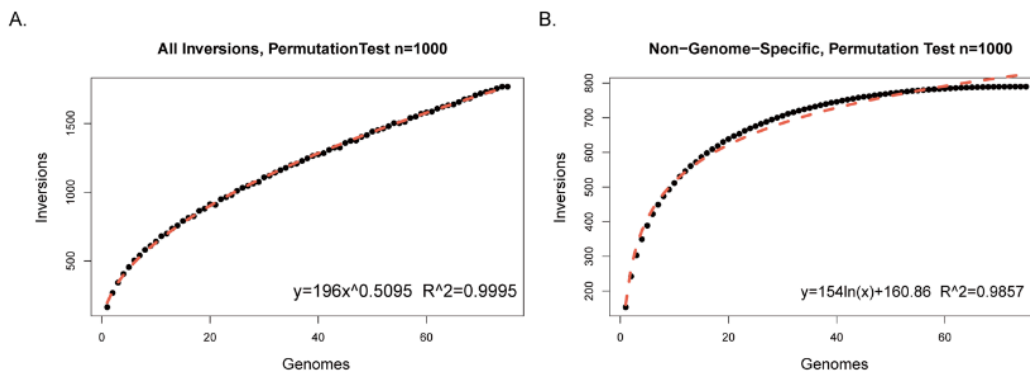 A.
All Inversions, PermutationTest n=1000
Inversions
500
1000
1500
y=196x^0.5095 R^2=0.9995
0
20
40
60
Genomes
B.
Non−Genome−Specific, Permutation Test n=1000
Inversions
200
300
400
500
600
700
800
y=154ln(x)+160.86 R^2=0.9857
0
20
40
60
Genomes